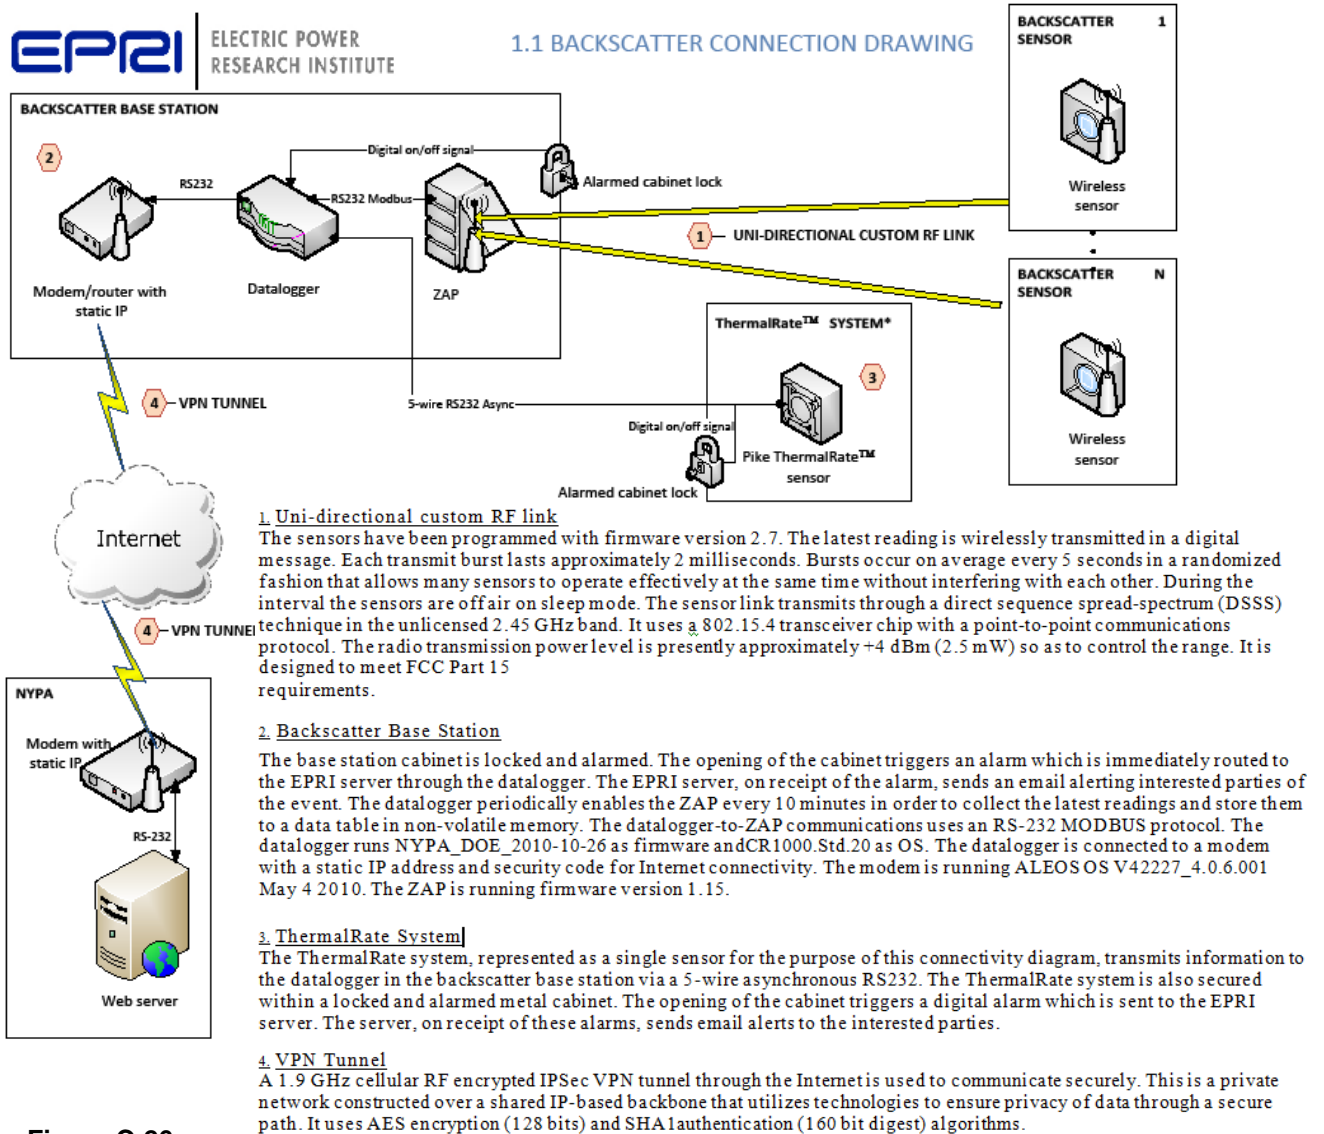 EPRI
ELECTRIC POWER
RESEARCH INSTITUTE
1.1 BACKSCATTER CONNECTION DRAWING
BACKSCATTER 1
SENSOR
Wireless
sensor
BACKSCATTER N
SENSOR
Wireless
sensor
BACKSCATTER BASE STATION
2
Digital on/off signal
Alarmed cabinet lock
RS232
RS232 Modbus
Modem/router with
static IP
Datalogger
ZAP
1 UNI-DIRECTIONAL CUSTOM RF LINK
ThermalRate™ SYSTEM*
3
5-wire RS232 Async
Digital on/off signal
Pike ThermalRate™
sensor
Alarmed cabinet lock
4 VPN TUNNEL
Internet
4 VPN TUNNEL
NYPA
Modem with
static IP
RS-232
Web server
1. Uni-directional custom RF link
The sensors have been programmed with firmware version 2.7. The latest reading is wirelessly transmitted in a digital
message. Each transmit burst lasts approximately 2 milliseconds. Bursts occur on average every 5 seconds in a randomized
fashion that allows many sensors to operate effectively at the same time without interfering with each other. During the
interval the sensors are off air on sleep mode. The sensor link transmits through a direct sequence spread-spectrum (DSSS)
technique in the unlicensed 2.45 GHz band. It uses a 802.15.4 transceiver chip with a point-to-point communications
protocol. The radio transmission power level is presently approximately +4 dBm (2.5 mW) so as to control the range. It is
designed to meet FCC Part 15
requirements.
2. Backscatter Base Station
The base station cabinet is locked and alarmed. The opening of the cabinet triggers an alarm which is immediately routed to
the EPRI server through the datalogger. The EPRI server, on receipt of the alarm, sends an email alerting interested parties of
the event. The datalogger periodically enables the ZAP every 10 minutes in order to collect the latest readings and store them
to a data table in non-volatile memory. The datalogger-to-ZAP communications uses an RS-232 MODBUS protocol. The
datalogger runs NYPA_DOE_2010-10-26 as firmware andCR1000.Std.20 as OS. The datalogger is connected to a modem
with a static IP address and security code for Internet connectivity. The modem is running ALEOS OS V42227_4.0.6.001
May 4 2010. The ZAP is running firmware version 1.15.
3. ThermalRate System
The ThermalRate system, represented as a single sensor for the purpose of this connectivity diagram, transmits information to
the datalogger in the backscatter base station via a 5-wire asynchronous RS232. The ThermalRate system is also secured
within a locked and alarmed metal cabinet. The opening of the cabinet triggers a digital alarm which is sent to the EPRI
server. The server, on receipt of these alarms, sends email alerts to the interested parties.
4. VPN Tunnel
A 1.9 GHz cellular RF encrypted IPSec VPN tunnel through the Internet is used to communicate securely. This is a private
network constructed over a shared IP-based backbone that utilizes technologies to ensure privacy of data through a secure
path. It uses AES encryption (128 bits) and SHA1authentication (160 bit digest) algorithms.